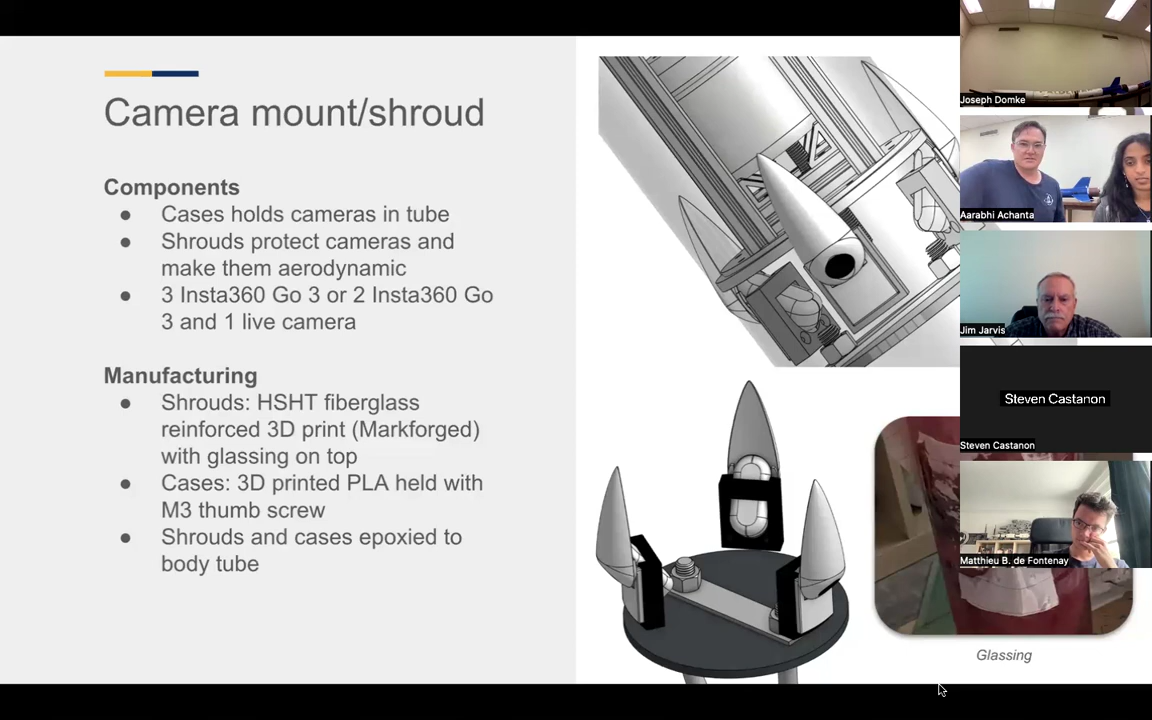 Camera mount/shroud
Components
● Cases holds cameras in tube
● Shrouds protect cameras and
make them aerodynamic
● 3 Insta360 Go 3 or 2 Insta360 Go
3 and 1 live camera
Manufacturing
● Shrouds: HSHT fiberglass
reinforced 3D print (Markforged)
with glassing on top
● Cases: 3D printed PLA held with
M3 thumb screw
● Shrouds and cases epoxied to
body tube
Glassing
Joseph Domke
Aarabhi Achanta
Jim Jarvis
Steven Castanon
Steven Castanon
Matthieu B. de Fontenay